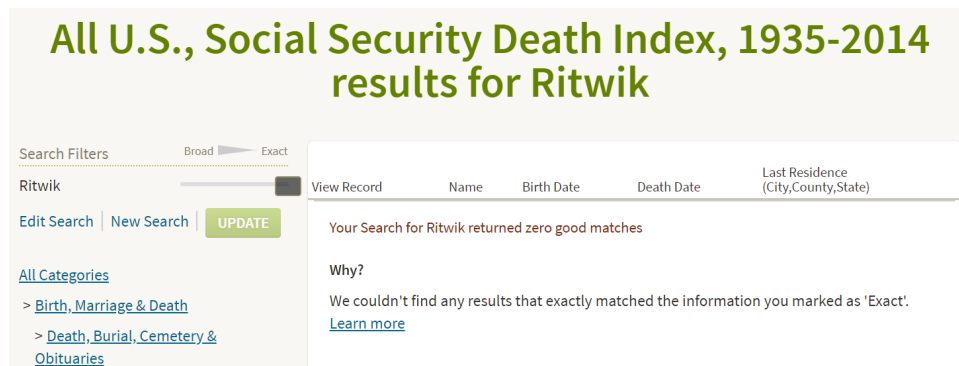 All U.S., Social Security Death Index, 1935-2014
results for Ritwik
Search Filters
Broad Exact
Ritwik
Edit Search New Search UPDATE
All Categories
> Birth, Marriage & Death
> Death, Burial, Cemetery &
Obituaries
View Record Name Birth Date Death Date Last Residence
(City,County,State)
Your Search for Ritwik returned zero good matches
Why?
We couldn't find any results that exactly matched the information you marked as 'Exact'.
Learn more